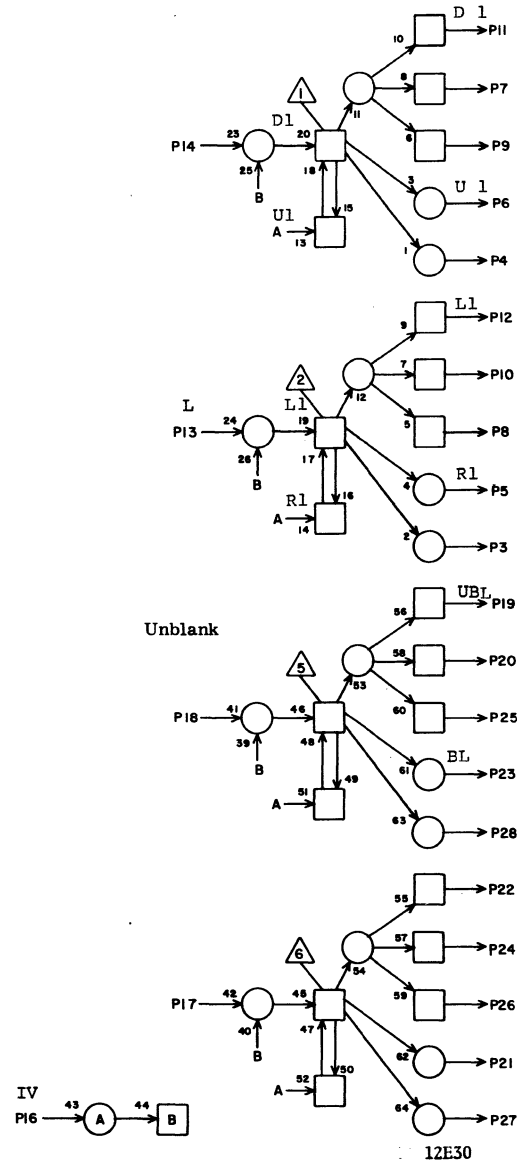 D 1
10 P11
8 P7
1
11
D1
P14 23 20 6 P9
25 18 3 U 1
B U1 15 P6
A 13 1 P4
L1
9 P12
7 P10
2
12
L L1
P13 24 19 5 P8
26 17 R1
B R1 16 4 P5
A 14 2 P3
UBL
56 P19
Unblank
58 P20
5
53
P18 41 46 60 P25
39 48 BL
B 49 61 P23
A 51 63 P28
55 P22
57 P24
6
54
P17 42 45 59 P26
40 47
B 50 62 P21
A 52
IV
P16 43 A 44 B 64 P27
12E30